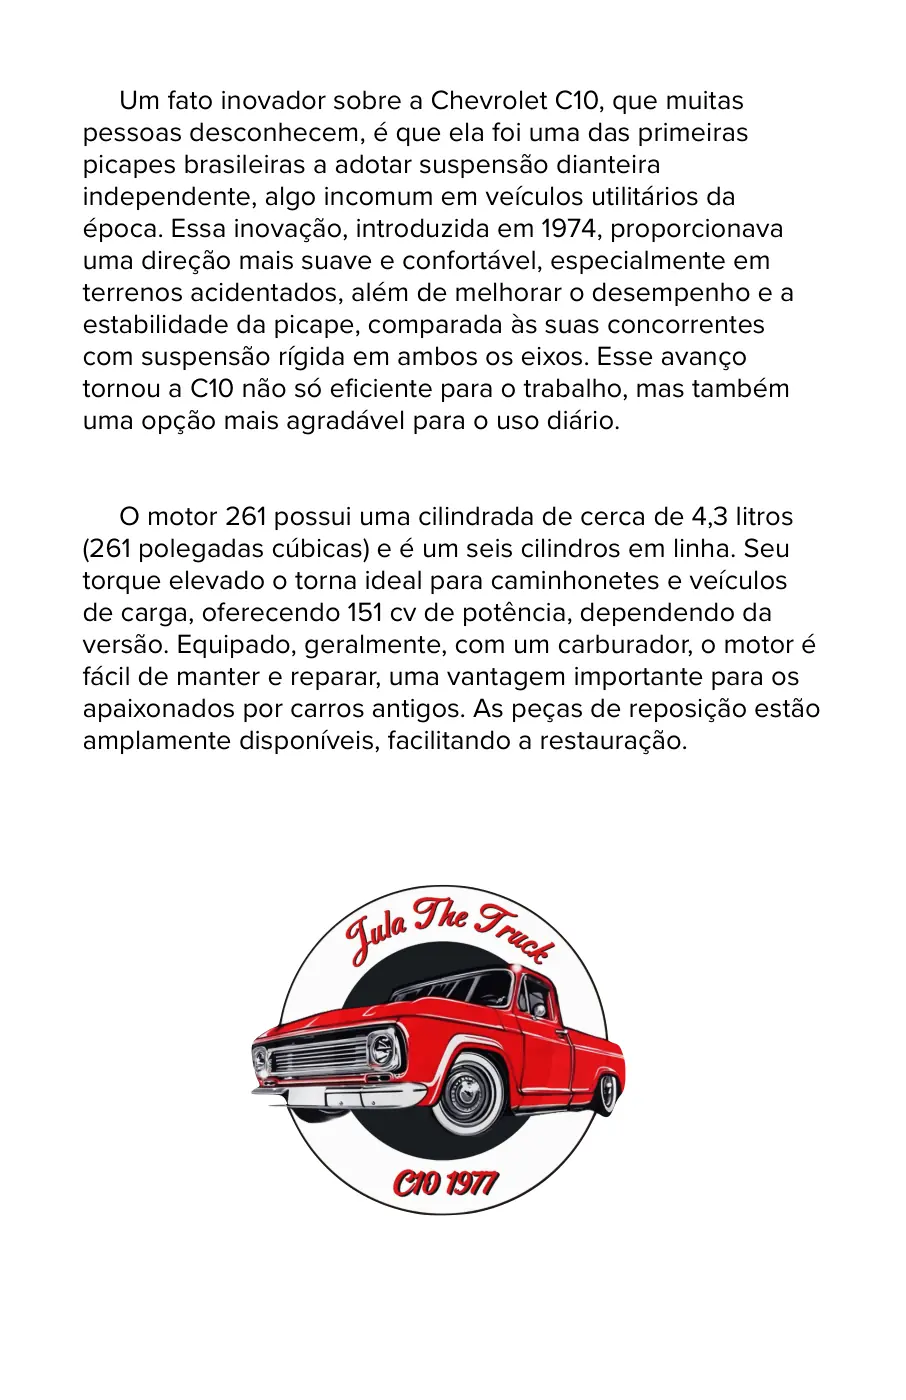 Um fato inovador sobre a Chevrolet C10, que muitas
pessoas desconhecem, é que ela foi uma das primeiras
picapes brasileiras a adotar suspensão dianteira
independente, algo incomum em veículos utilitários da
época. Essa inovação, introduzida em 1974, proporcionava
uma direção mais suave e confortável, especialmente em
terrenos acidentados, além de melhorar o desempenho e a
estabilidade da picape, comparada às suas concorrentes
com suspensão rígida em ambos os eixos. Esse avanço
tornou a C10 não só eficiente para o trabalho, mas também
uma opção mais agradável para o uso diário.
O motor 261 possui uma cilindrada de cerca de 4,3 litros
(261 polegadas cúbicas) e é um seis cilindros em linha. Seu
torque elevado o torna ideal para caminhonetes e veículos
de carga, oferecendo 151 cv de potência, dependendo da
versão. Equipado, geralmente, com um carburador, o motor é
fácil de manter e reparar, uma vantagem importante para os
apaixonados por carros antigos. As peças de reposição estão
amplamente disponíveis, facilitando a restauração.
Jula The Truck
C10 1977